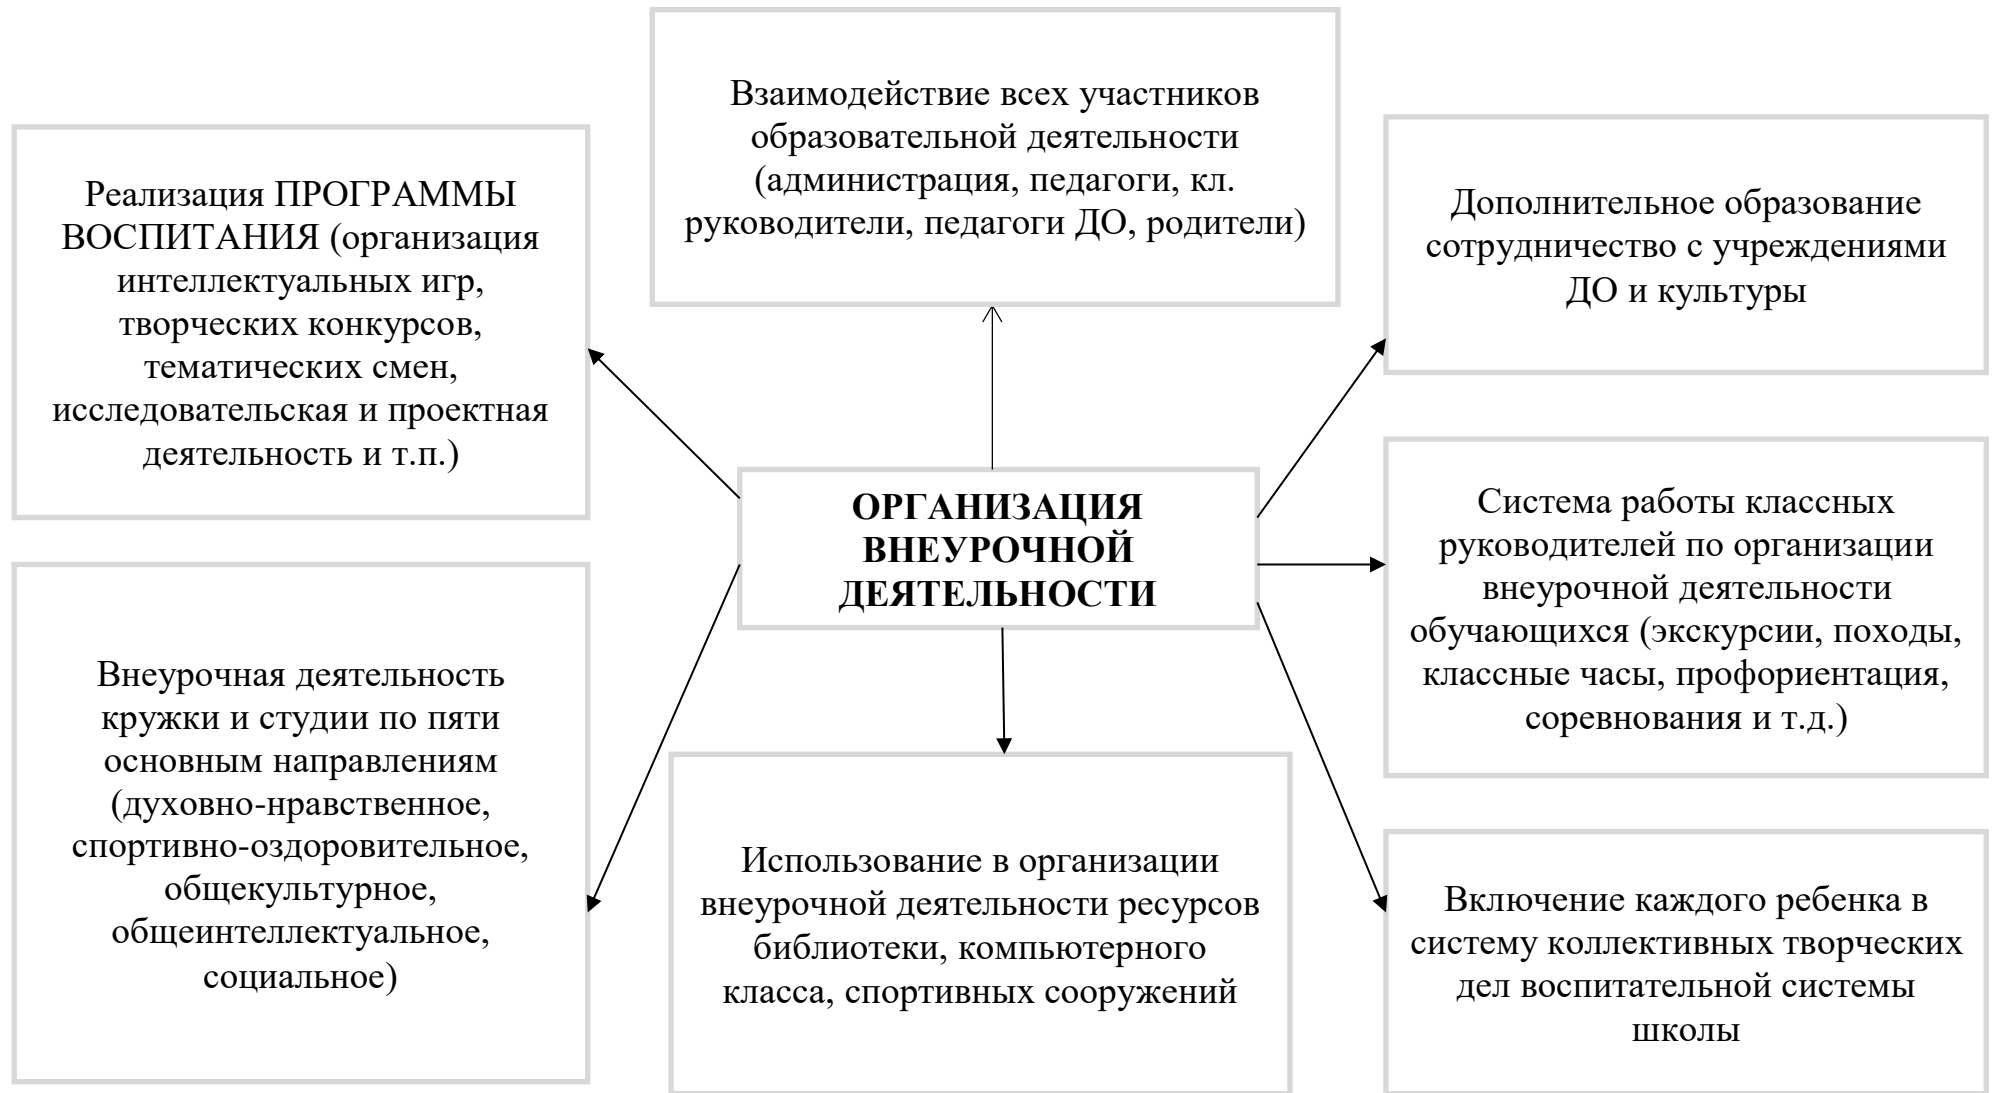 Взаимодействие всех участников
образовательной деятельности
(администрация, педагоги, кл.
руководители, педагоги ДО, родители)
Реализация ПРОГРАММЫ
ВОСПИТАНИЯ (организация
интеллектуальных игр,
творческих конкурсов,
тематических смен,
исследовательская и проектная
деятельность и т.п.)
Дополнительное образование
сотрудничество с учреждениями
ДО и культуры
ОРГАНИЗАЦИЯ
ВНЕУРОЧНОЙ
ДЕЯТЕЛЬНОСТИ
Система работы классных
руководителей по организации
внеурочной деятельности
обучающихся (экскурсии, походы,
классные часы, профориентация,
соревнования и т.д.)
Внеурочная деятельность
кружки и студии по пяти
основным направлениям
(духовно-нравственное,
спортивно-оздоровительное,
общекультурное,
общеинтеллектуальное,
социальное)
Использование в организации
внеурочной деятельности ресурсов
библиотеки, компьютерного
класса, спортивных сооружений
Включение каждого ребенка в
систему коллективных творческих
дел воспитательной системы
школы